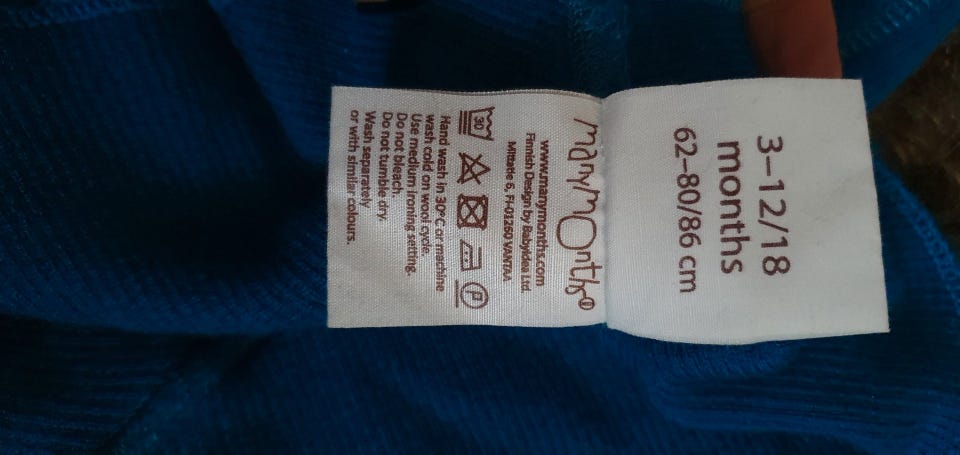 3–12/18
months
62–80/86 cm
manymonths®
www.manymonths.com
Finnish Design by Babyidea Ltd.
Mittatie 6, FI-01260 VANTAA
30
P
Hand wash in 30°C or machine
wash cold on wool cycle.
Use medium ironing setting.
Do not bleach.
Do not tumble dry.
Wash separately
or with similar colours.